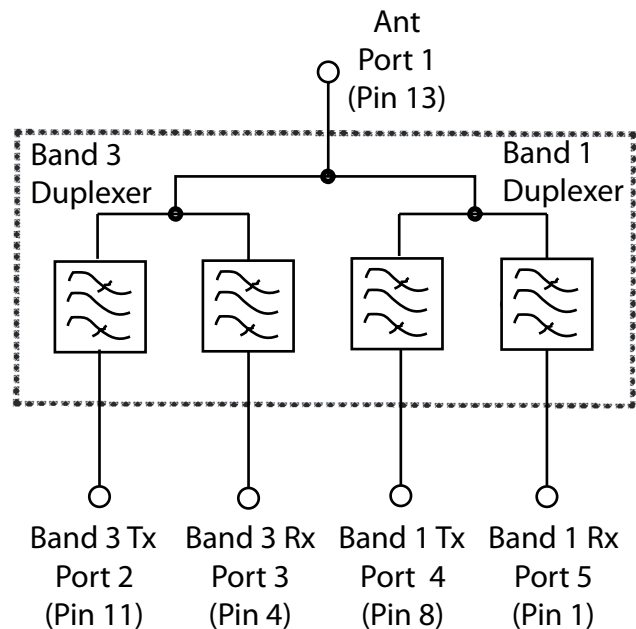 Ant
Port 1
(Pin 13)
Band 3
Duplexer
Band 1
Duplexer
Band 3 Tx
Port 2
(Pin 11)
Band 3 Rx
Port 3
(Pin 4)
Band 1 Tx
Port 4
(Pin 8)
Band 1 Rx
Port 5
(Pin 1)